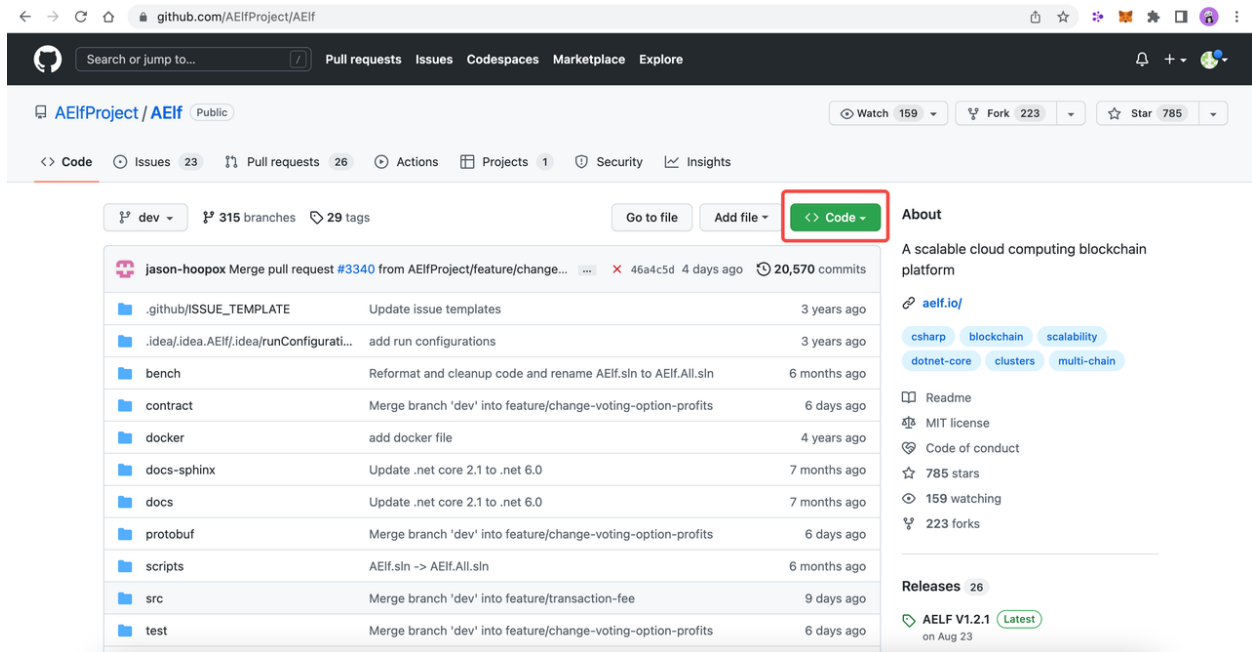 github.com/AElfProject/AElf
Search or jump to... / Pull requests Issues Codespaces Marketplace Explore
AElfProject / AElf Public Watch 159 Fork 223 Star 785
<> Code Issues 23 Pull requests 26 Actions Projects 1 Security Insights
dev 315 branches 29 tags Go to file Add file <> Code
jason-hoopox Merge pull request #3340 from AElfProject/feature/change... ... 46a4c5d 4 days ago 20,570 commits
.github/ISSUE_TEMPLATE Update issue templates 3 years ago
.idea/.idea.AElf/.idea/runConfigurati... add run configurations 3 years ago
bench Reformat and cleanup code and rename AElf.sln to AElf.All.sln 6 months ago
contract Merge branch 'dev' into feature/change-voting-option-profits 6 days ago
docker add docker file 4 years ago
docs-sphinx Update .net core 2.1 to .net 6.0 7 months ago
docs Update .net core 2.1 to .net 6.0 7 months ago
protobuf Merge branch 'dev' into feature/change-voting-option-profits 6 days ago
scripts AElf.sln -> AElf.All.sln 6 months ago
src Merge branch 'dev' into feature/transaction-fee 9 days ago
test Merge branch 'dev' into feature/change-voting-option-profits 6 days ago
About
A scalable cloud computing blockchain
platform
aelf.io/
csharp blockchain scalability
dotnet-core clusters multi-chain
Readme
MIT license
Code of conduct
785 stars
159 watching
223 forks
Releases 26
AELF V1.2.1 Latest
on Aug 23